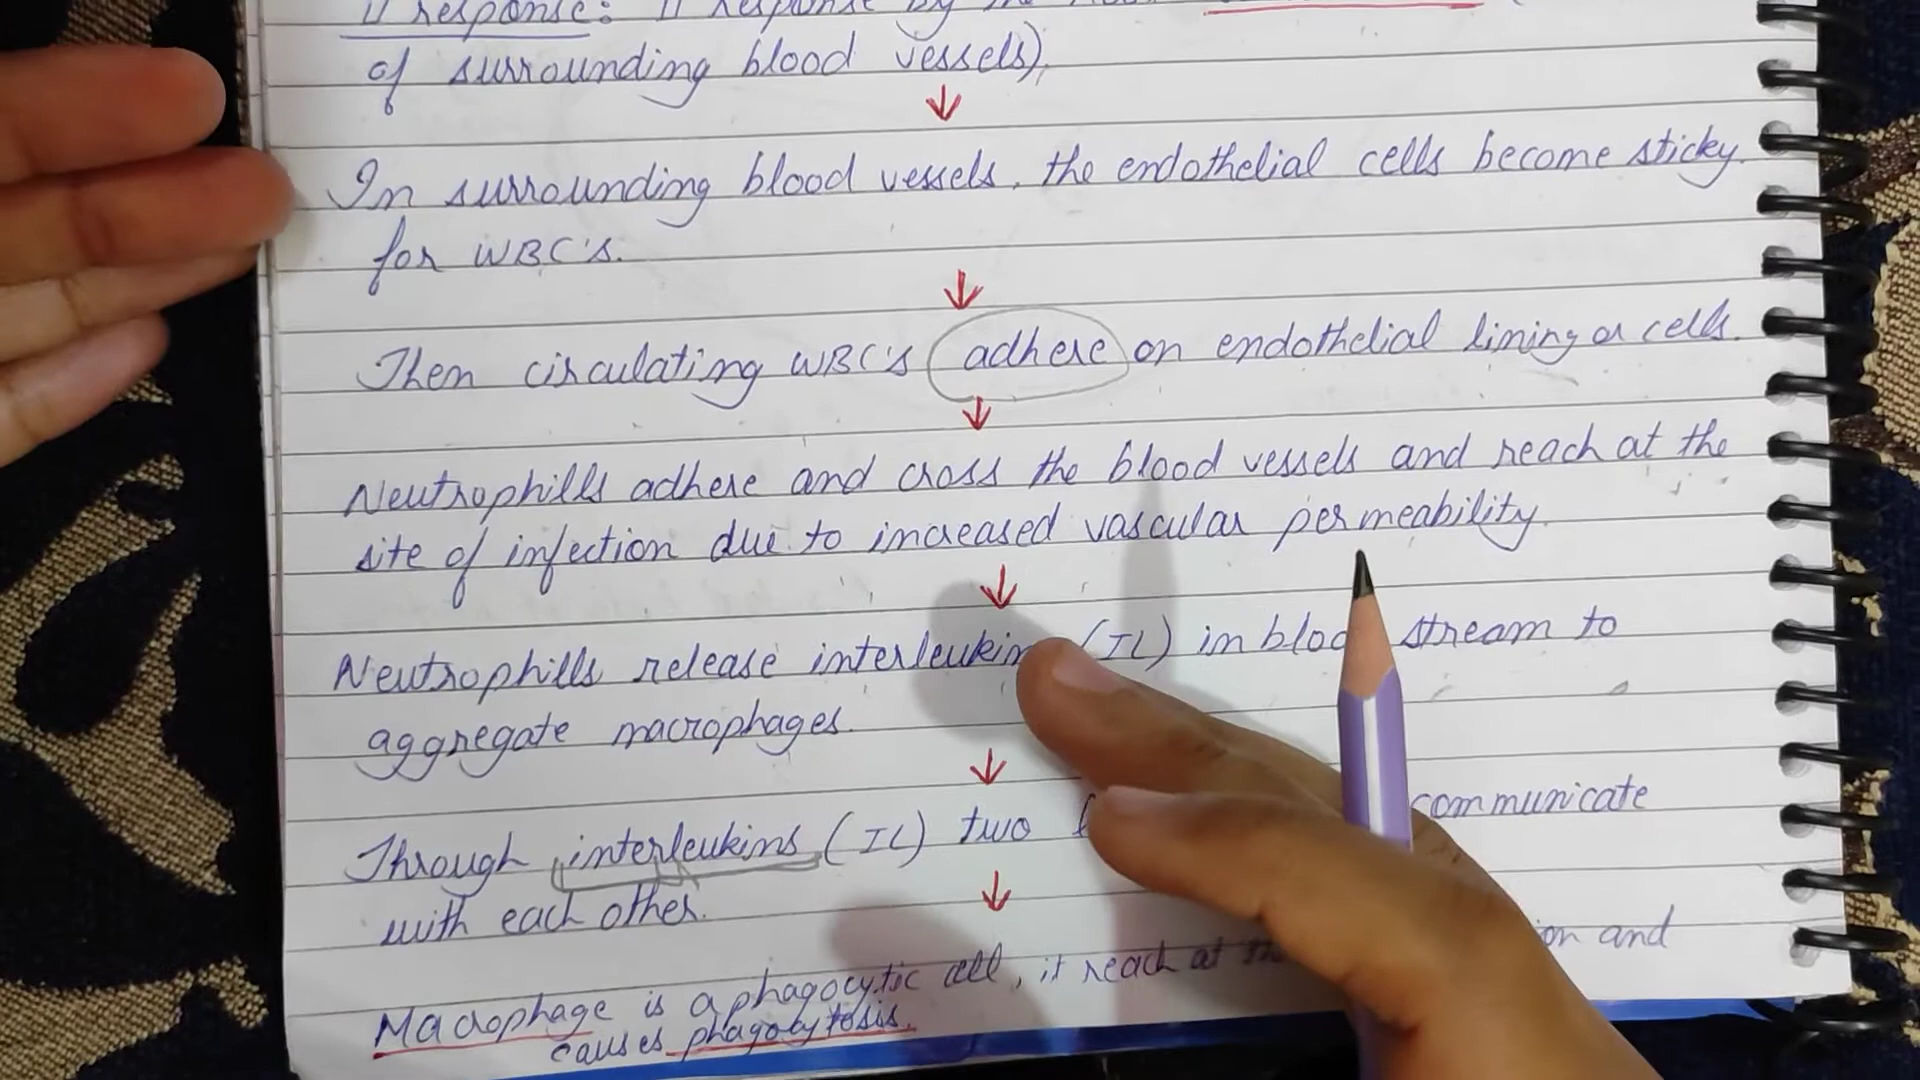 response:
of surrounding blood vessels).
In surrounding blood vessels, the endothelial cells become sticky.
for WBC's.
Then circulating WBC's adhere on endothelial lining or cells.
Neutrophills adhere and cross the blood vessels and reach at the
site of infection due to increased vascular permeability.
Neutrophills release interleukin (IL) in blood stream to
aggregate macrophages.
Through interleukins (IL) two communicate
with each other.
Macrophage is a phagocytic cell, it reach at the and
causes phagocytosis.